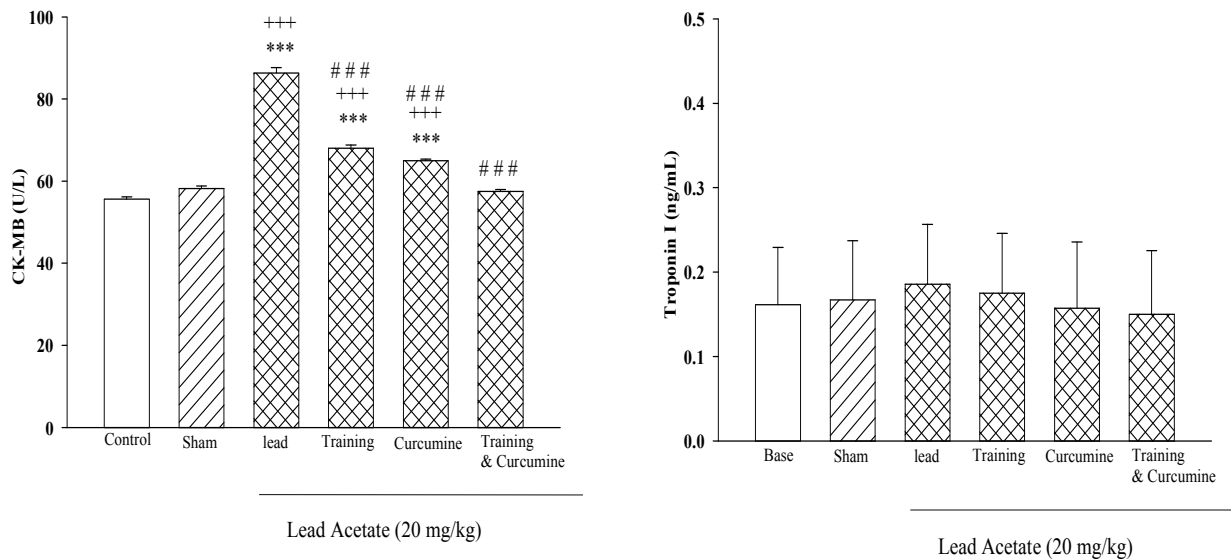 100
80
60
40
20
0
CK-MB (U/L)
+++
***
# # #
+++
***
# # #
+++
***
# # #
Control
Sham
lead
Training
Curcumine
Training
& Curcumine
Lead Acetate (20 mg/kg)
0.5
0.4
0.3
0.2
0.1
0.0
Troponin I (ng/mL)
Base
Sham
lead
Training
Curcumine
Training
& Curcumine
Lead Acetate (20 mg/kg)